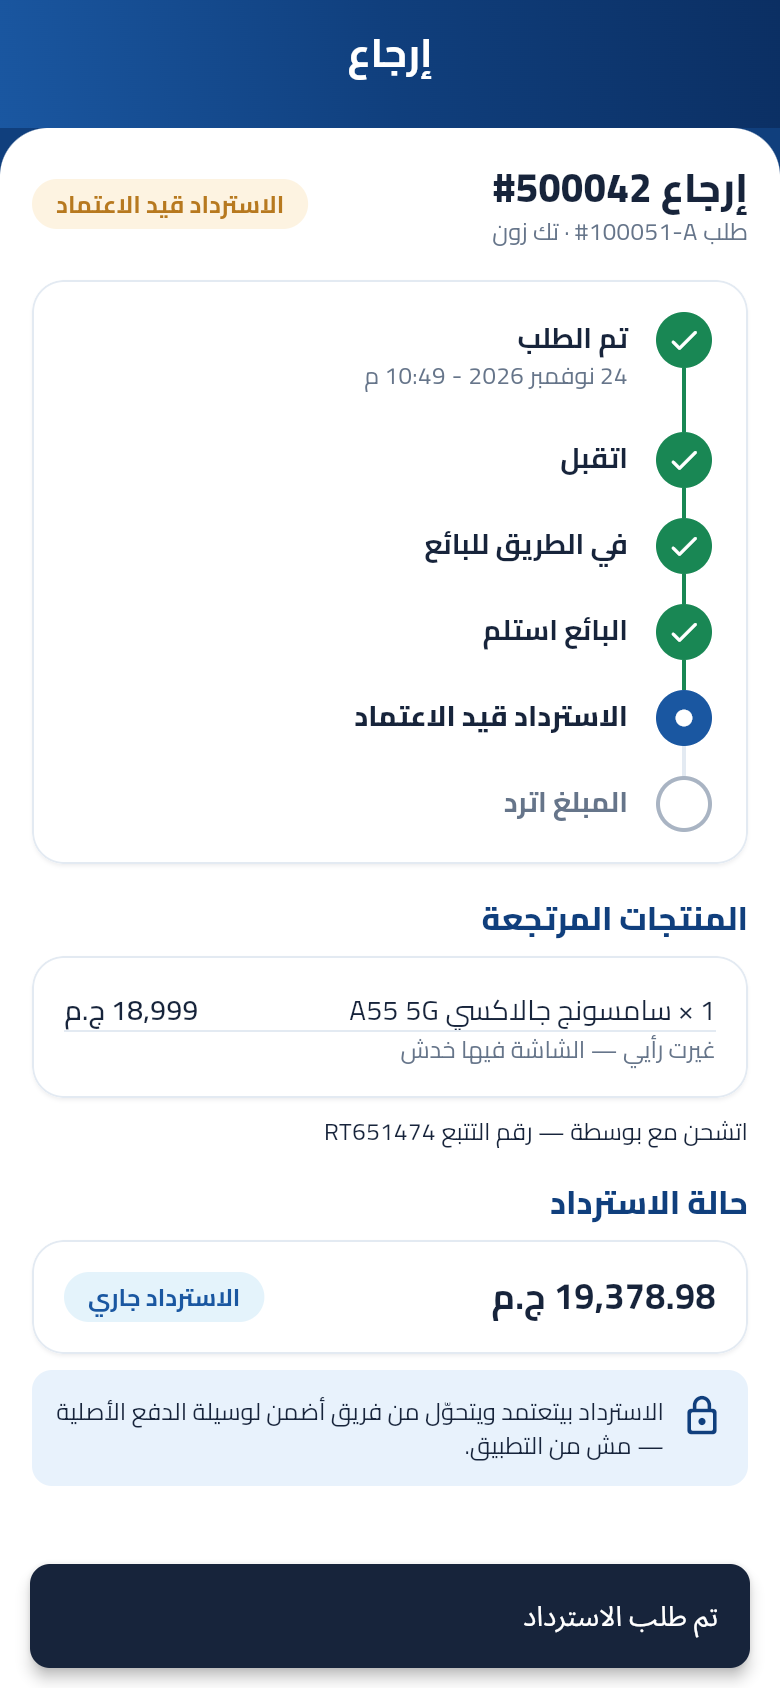 إرجاع
إرجاع #500042
الاسترداد قيد الاعتماد
طلب #100051-A · تك زون
تم الطلب
24 نوفمبر 2026 - 10:49 م
اتقبل
في الطريق للبائع
البائع استلم
الاسترداد قيد الاعتماد
المبلغ اترد
المنتجات المرتجعة
1 × سامسونج جالاكسي A55 5G
18,999 ج.م
غيرت رأيي — الشاشة فيها خدش
اتشحن مع بوسطة — رقم التتبع RT651474
حالة الاسترداد
19,378.98 ج.م
الاسترداد جاري
الاسترداد بيتعتمد ويتحوّل من فريق أضمن لوسيلة الدفع الأصلية
— مش من التطبيق.
تم طلب الاسترداد